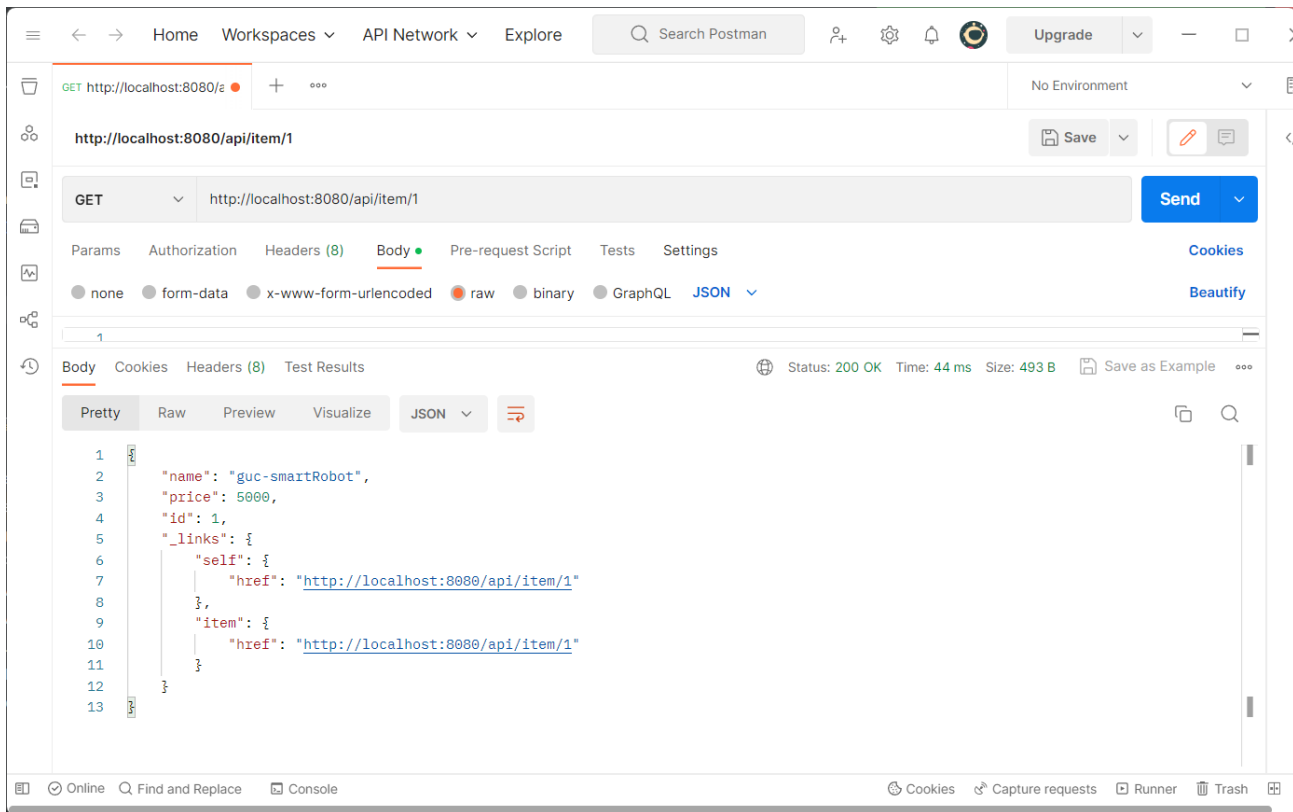 Home Workspaces API Network Explore Search Postman Upgrade
GET http://localhost:8080/a No Environment
http://localhost:8080/api/item/1 Save
GET http://localhost:8080/api/item/1 Send
Params Authorization Headers (8) Body Pre-request Script Tests Settings Cookies
none form-data x-www-form-urlencoded raw binary GraphQL JSON Beautify
1
Body Cookies Headers (8) Test Results Status: 200 OK Time: 44 ms Size: 493 B Save as Example
Pretty Raw Preview Visualize JSON
1 {
2 "name": "guc-smartRobot",
3 "price": 5000,
4 "id": 1,
5 "_links": {
6 "self": {
7 "href": "http://localhost:8080/api/item/1"
8 },
9 "item": {
10 "href": "http://localhost:8080/api/item/1"
11 }
12 }
13 }
Online Find and Replace Console Cookies Capture requests Runner Trash